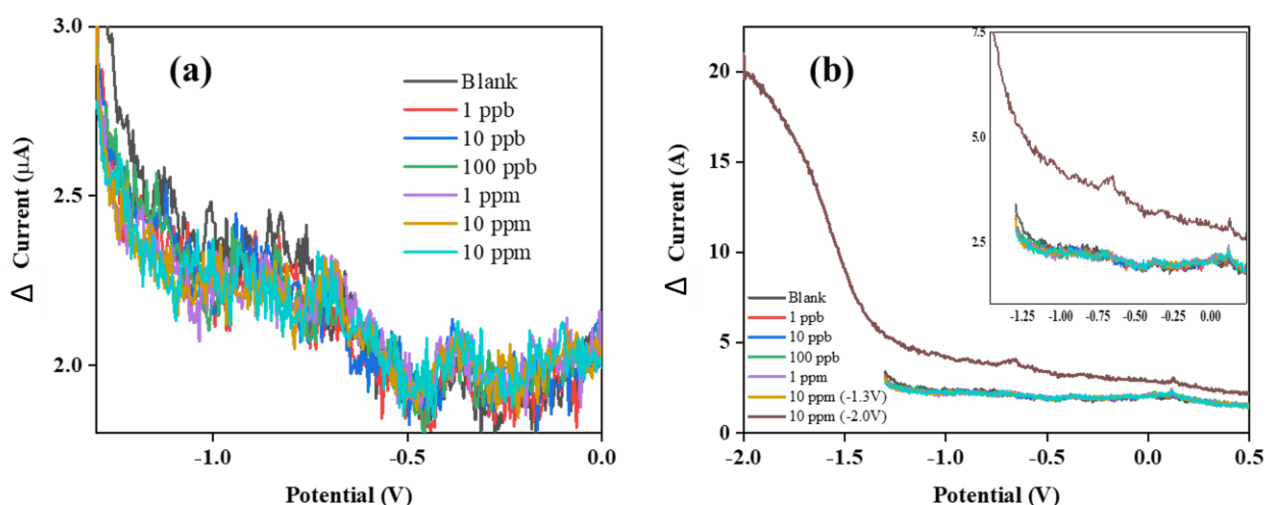 (a)
3.0
2.5
2.0
Δ Current (μA)
Blank
1 ppb
10 ppb
100 ppb
1 ppm
10 ppm
10 ppm
-1.0
-0.5
0.0
Potential (V)
(b)
20
15
10
5
0
Δ Current (A)
7.5
5.0
2.5
-1.25 -1.00 -0.75 -0.50 -0.25 0.00
Blank
1 ppb
10 ppb
100 ppb
1 ppm
10 ppm (-1.3V)
10 ppm (-2.0V)
-2.0 -1.5 -1.0 -0.5 0.0 0.5
Potential (V)